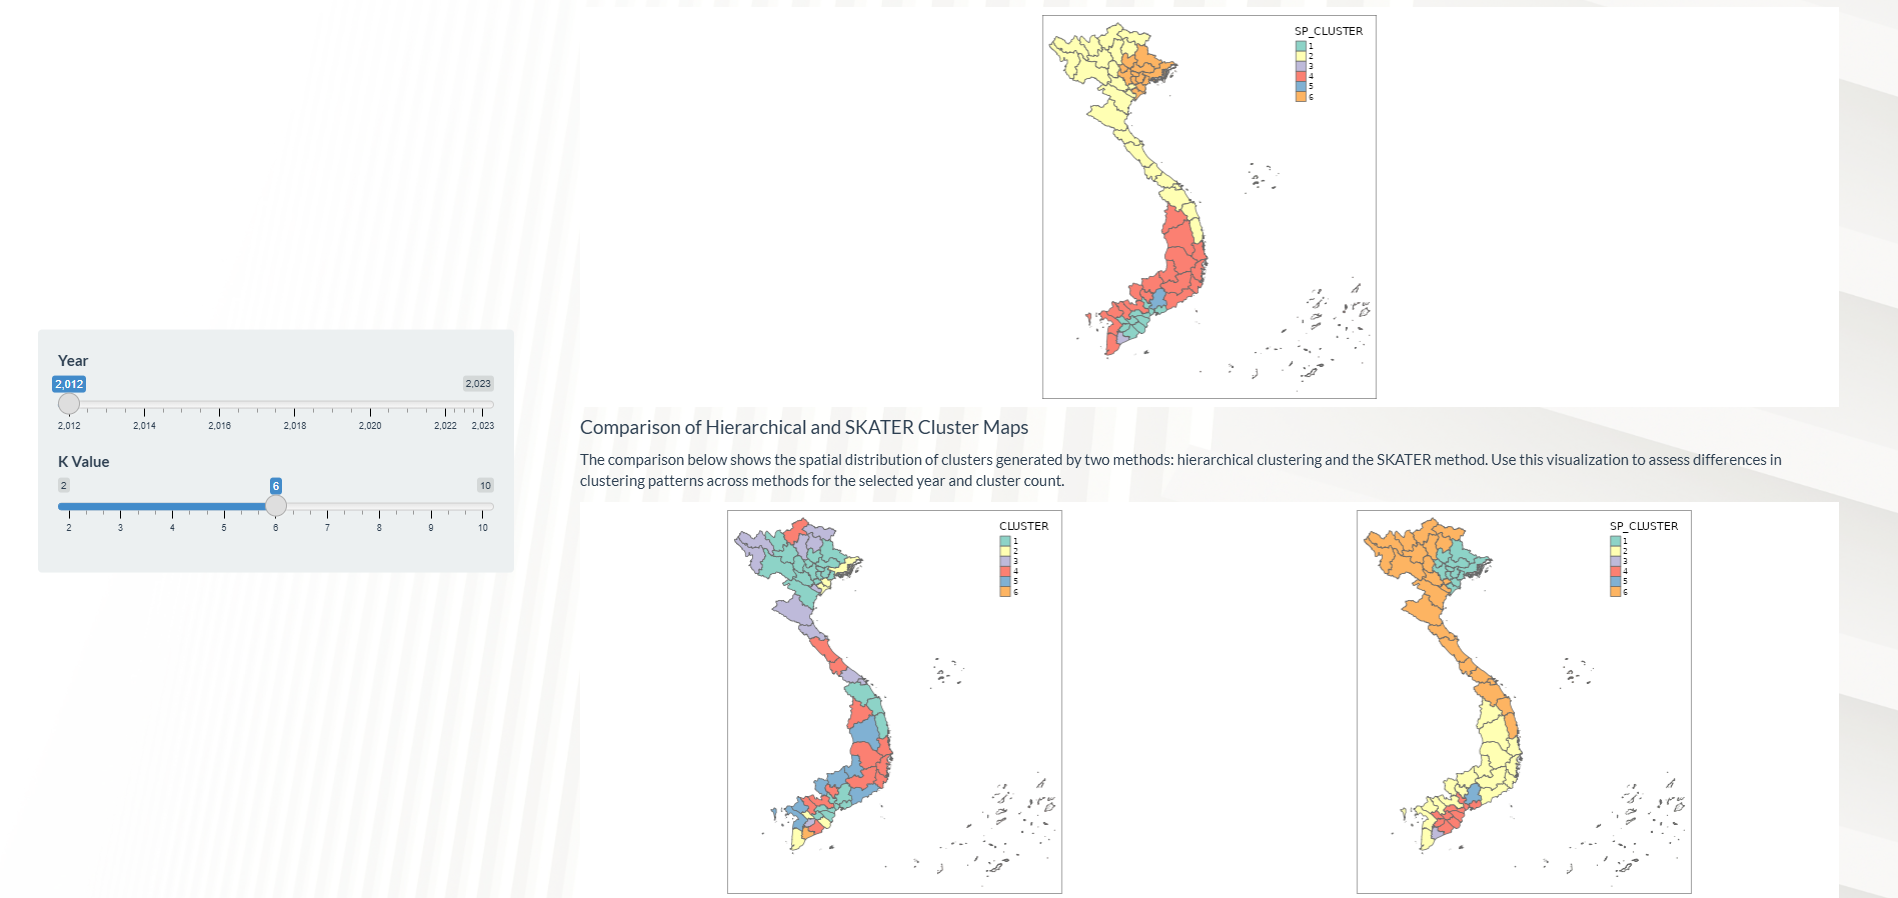 SP_CLUSTER
1
2
3
4
5
6
Year
2,012
2,023
2,012 2,014 2,016 2,018 2,020 2,022 2,023
K Value
2 6 10
2 3 4 5 6 7 8 9 10
Comparison of Hierarchical and SKATER Cluster Maps
The comparison below shows the spatial distribution of clusters generated by two methods: hierarchical clustering and the SKATER method. Use this visualization to assess differences in
clustering patterns across methods for the selected year and cluster count.
CLUSTER
1
2
3
4
5
6
SP_CLUSTER
1
2
3
4
5
6